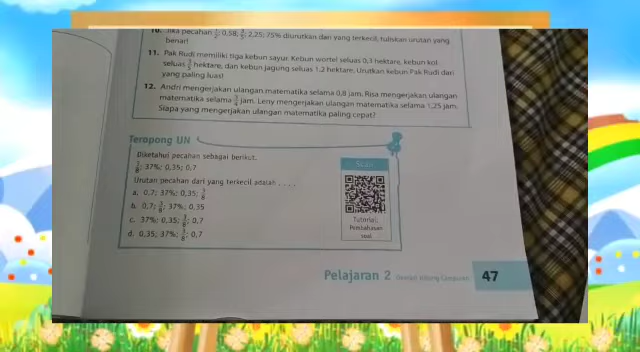 10. Jika pecahan 1/2; 0,58; 2,25; 75% diurutkan dari yang terkecil, tuliskan urutan yang
benar!
11. Pak Rudi memiliki tiga kebun sayur. Kebun wortel seluas 0,3 hektare, kebun kol
seluas hektare, dan kebun jagung seluas 1,2 hektare. Urutkan kebun Pak Rudi dari
yang paling luas!
12. Andri mengerjakan ulangan matematika selama 0,8 jam. Risa mengerjakan ulangan
matematika selama 3/4 jam. Leny mengerjakan ulangan matematika selama 1,25 jam.
Siapa yang mengerjakan ulangan matematika paling cepat?
Teropong UN
Diketahui pecahan sebagai berikut.
3/8; 37%; 0,35; 0,7
Urutan pecahan dari yang terkecil adalah . . . .
a. 0,7; 37%; 0,35; 3/8
b. 0,7; 3/8; 37%; 0,35
c. 37%; 0,35; 3/8; 0,7
d. 0,35; 37%; 3/8; 0,7
Scan
Tutorial
Pembahasan
soal
Pelajaran 2
47